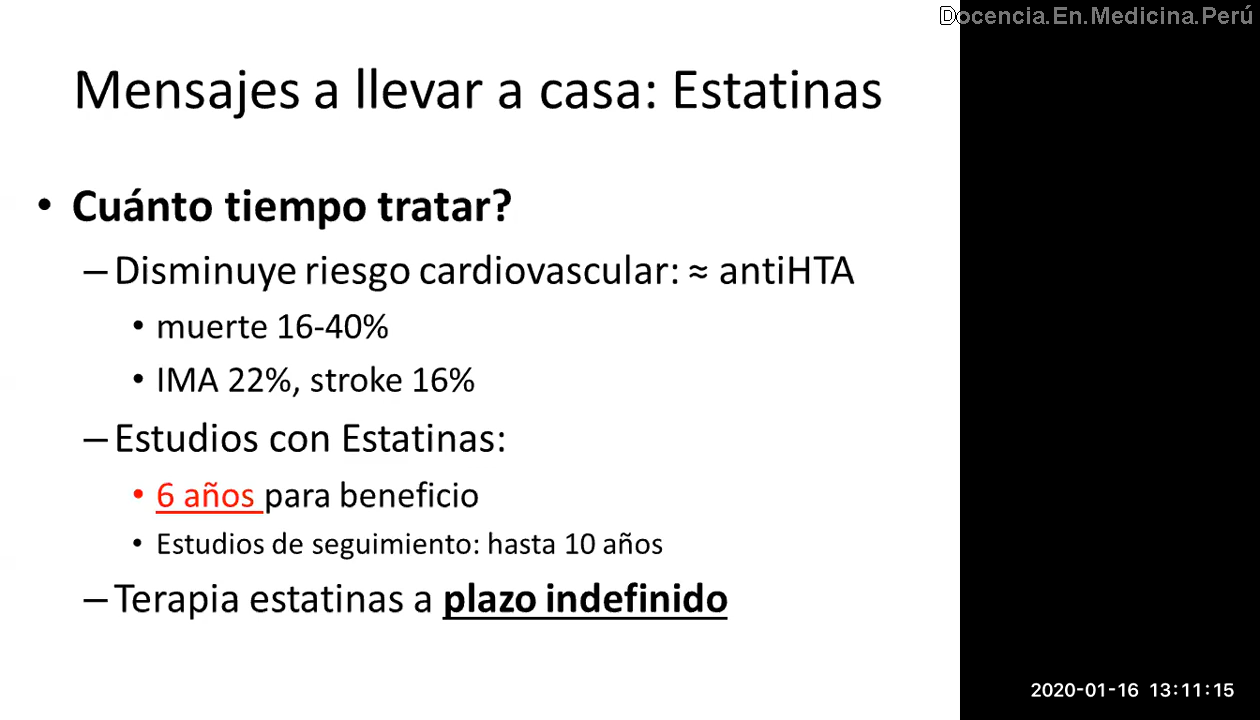 Docencia.En.Medicina.Perú
Mensajes a llevar a casa: Estatinas
• Cuánto tiempo tratar?
– Disminuye riesgo cardiovascular: ≈ antiHTA
• muerte 16-40%
• IMA 22%, stroke 16%
– Estudios con Estatinas:
• 6 años para beneficio
• Estudios de seguimiento: hasta 10 años
– Terapia estatinas a plazo indefinido
2020-01-16 13:11:15